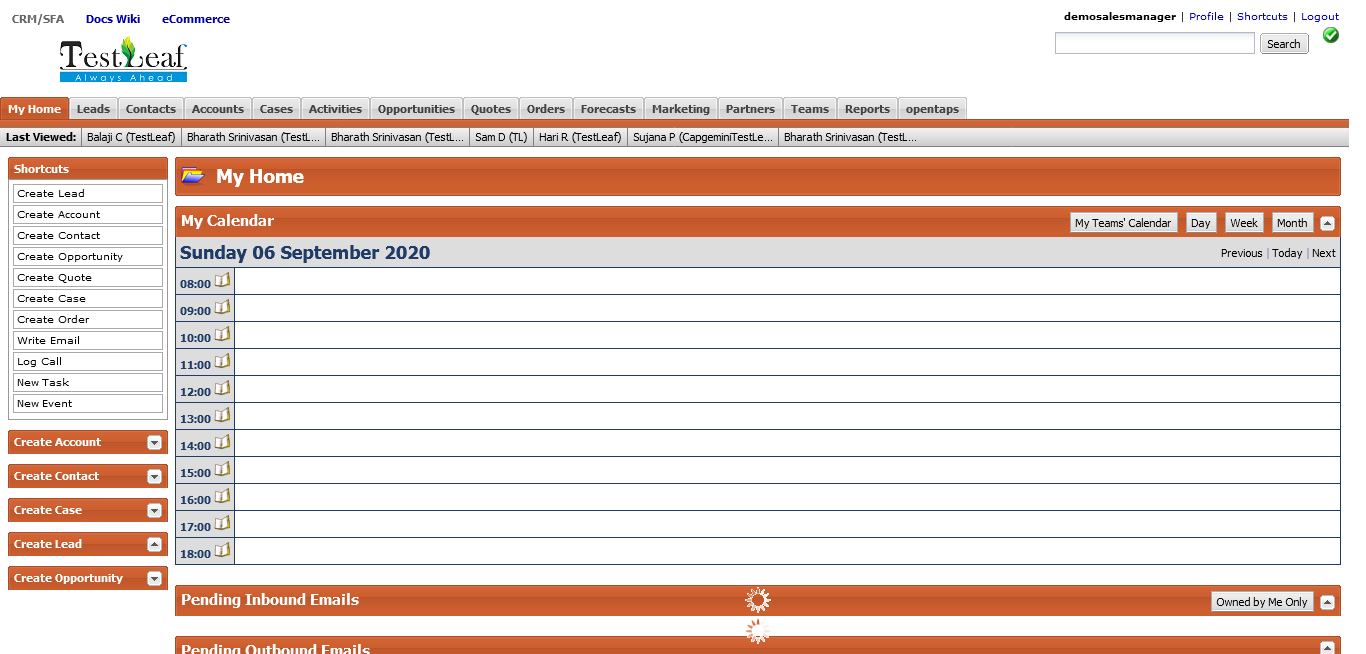 CRM/SFA Docs Wiki eCommerce
demosalesmanager | Profile | Shortcuts | Logout
TestLeaf
Always Ahead
Search
My Home Leads Contacts Accounts Cases Activities Opportunities Quotes Orders Forecasts Marketing Partners Teams Reports opentaps
Last Viewed: Balaji C (TestLeaf) Bharath Srinivasan (TestL... Bharath Srinivasan (TestL... Sam D (TL) Hari R (TestLeaf) Sujana P (CapgeminiTestLe... Bharath Srinivasan (TestL...
Shortcuts
Create Lead
Create Account
Create Contact
Create Opportunity
Create Quote
Create Case
Create Order
Write Email
Log Call
New Task
New Event
Create Account
Create Contact
Create Case
Create Lead
Create Opportunity
My Home
My Calendar My Teams' Calendar Day Week Month
Sunday 06 September 2020 Previous | Today | Next
08:00
09:00
10:00
11:00
12:00
13:00
14:00
15:00
16:00
17:00
18:00
Pending Inbound Emails Owned by Me Only
Pending Outbound Emails